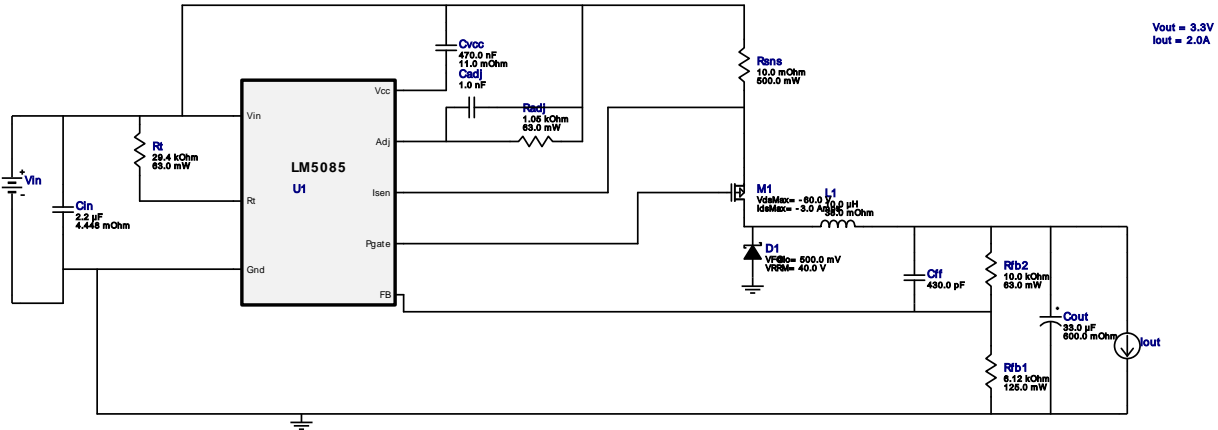 Vout = 3.3V
Iout = 2.0A
Cvcc
470.0 nF
11.0 mOhm
Cadj
1.0 nF
Rsns
10.0 mOhm
500.0 mW
Vcc
Radj
1.05 kOhm
63.0 mW
Vin
Rt
29.4 kOhm
63.0 mW
Adj
LM5085
U1
Vin
+
-
Cin
2.2 µF
4.448 mOhm
Rt
Isen
M1
VdsMax= - 60.0 V
IdsMax= - 3.0 Amps
L1
10.0 µH
38.0 mOhm
Pgate
D1
= 500.0 mV
VRRM= 40.0 V
Gnd
FB
Cff
430.0 pF
Rfb2
10.0 kOhm
63.0 mW
Cout
33.0 µF
600.0 mOhm
Iout
Rfb1
6.12 kOhm
125.0 mW